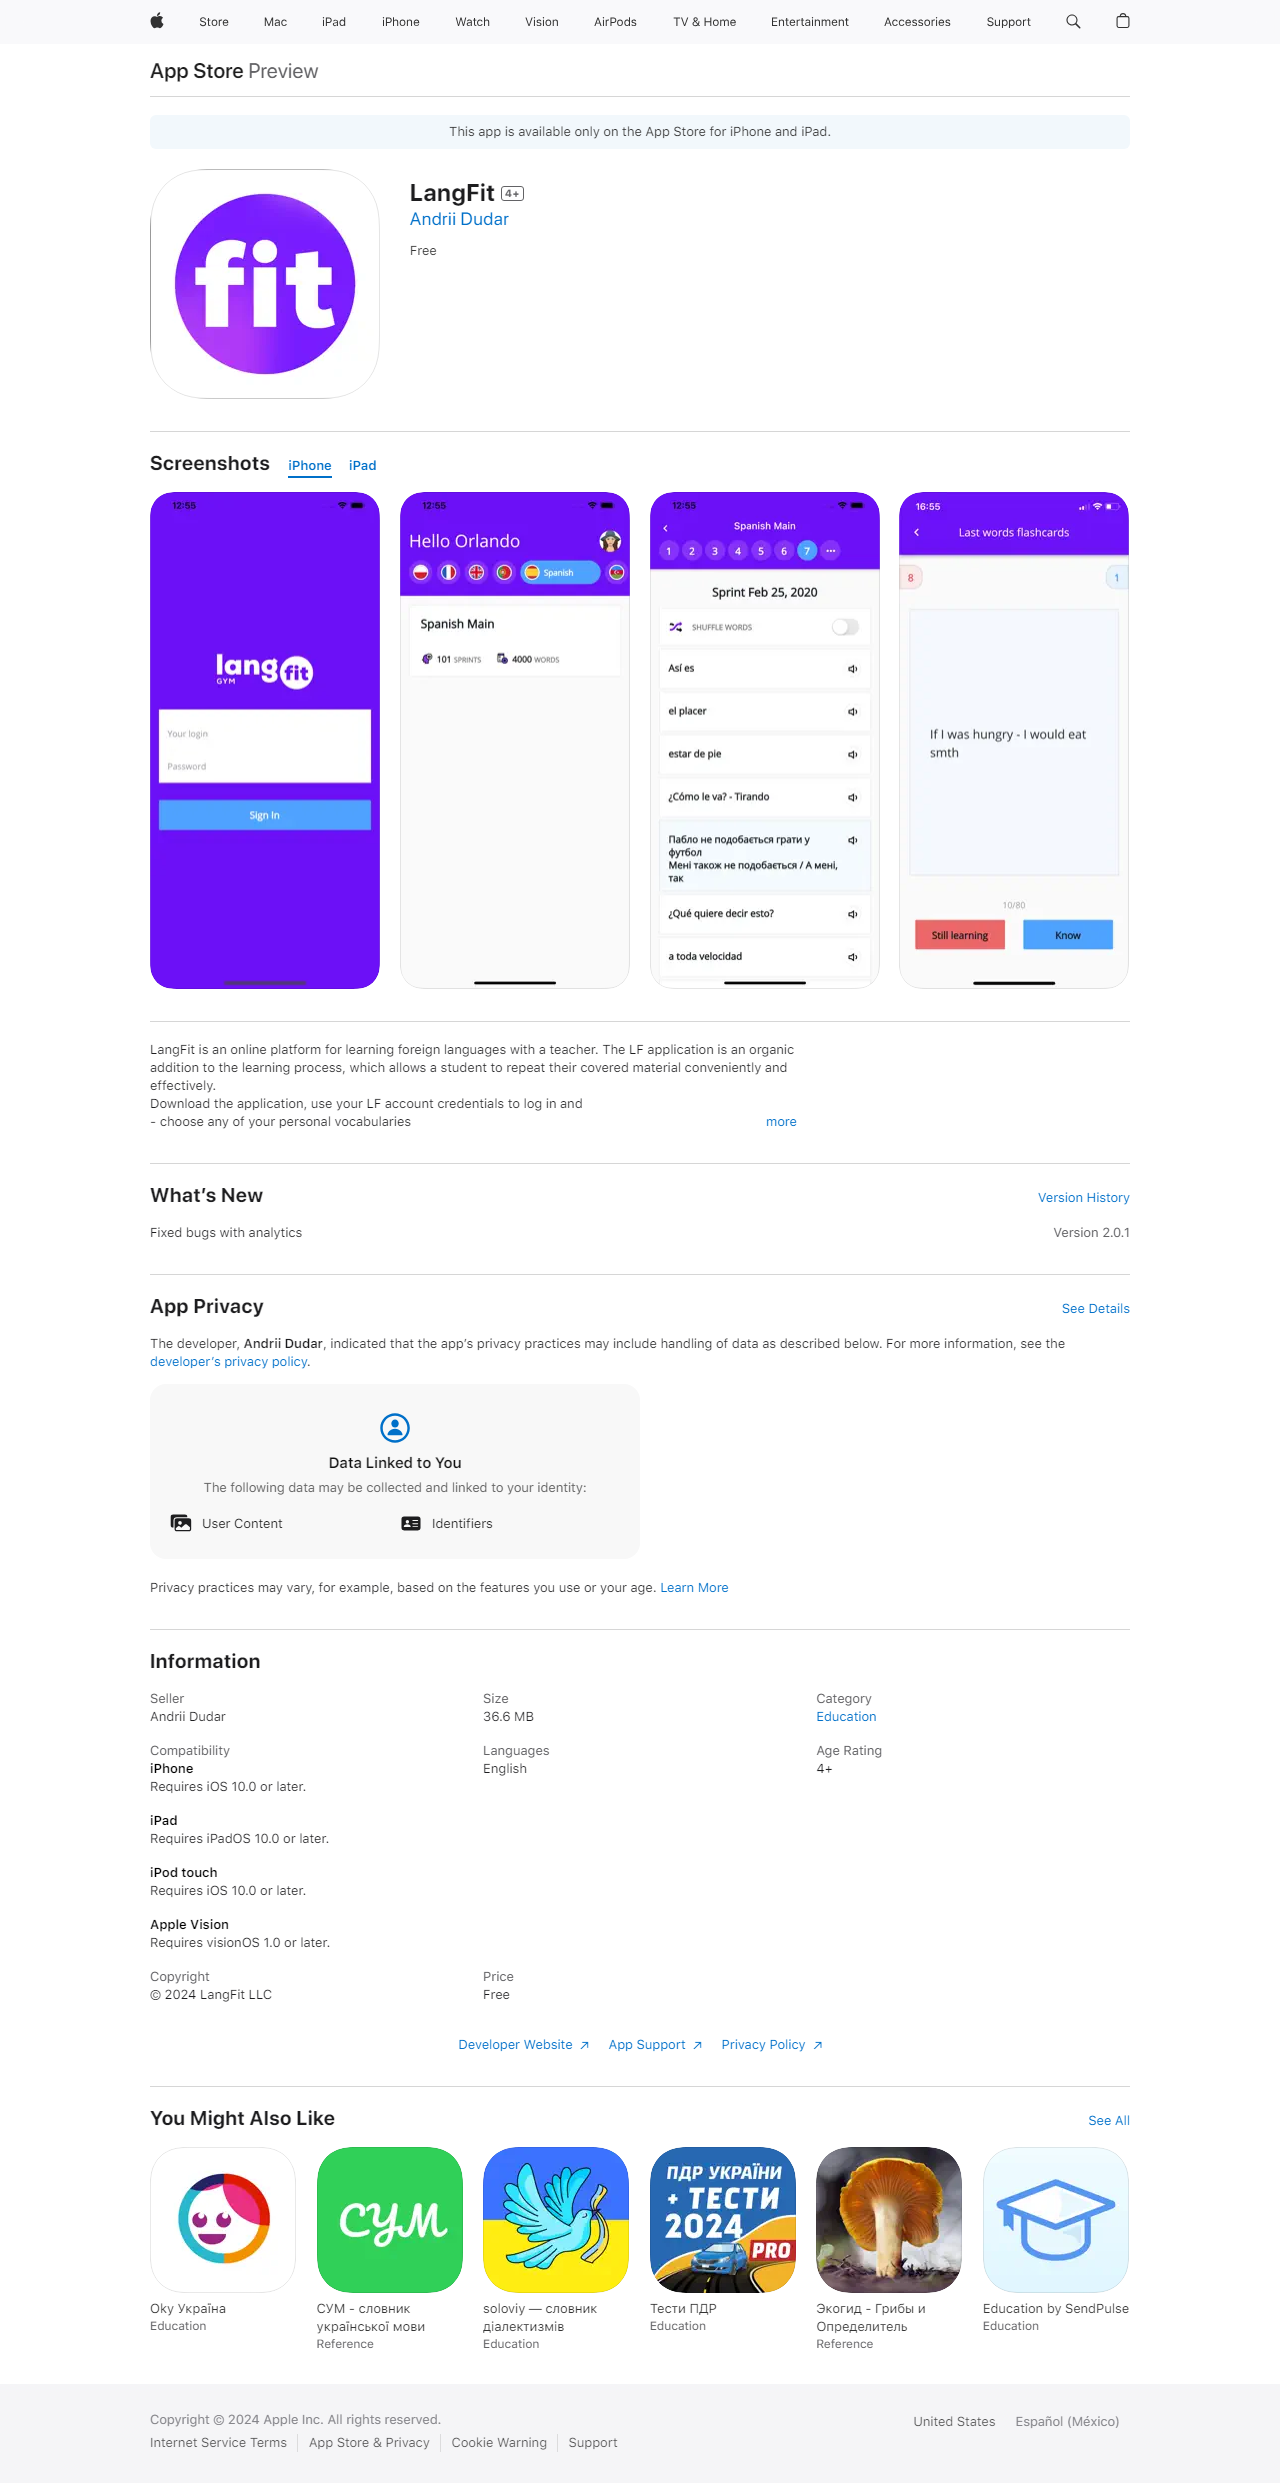 Store
Mac
iPad
iPhone
Watch
Vision
AirPods
TV & Home
Entertainment
Accessories
Support
App Store Preview
This app is available only on the App Store for iPhone and iPad.
fit
LangFit 4+
Andrii Dudar
Free
Screenshots
iPhone
iPad
12:55
lang fit
GYM
Your login
Password
Sign In
12:55
Hello Orlando
Spanish
Spanish Main
101 SPRINTS
4000 WORDS
12:55
Spanish Main
1 2 3 4 5 6 7 •••
Sprint Feb 25, 2020
SHUFFLE WORDS
Así es
el placer
estar de pie
¿Cómo le va? - Tirando
Пабло не подобається грати у
футбол
Мені також не подобається / А мені,
так
¿Qué quiere decir esto?
a toda velocidad
16:55
Last words flashcards
8
1
If I was hungry - I would eat
smth
10/80
Still learning
Know
LangFit is an online platform for learning foreign languages with a teacher. The LF application is an organic
addition to the learning process, which allows a student to repeat their covered material conveniently and
effectively.
Download the application, use your LF account credentials to log in and
- choose any of your personal vocabularies
more
What’s New
Version History
Fixed bugs with analytics
Version 2.0.1
App Privacy
See Details
The developer, Andrii Dudar, indicated that the app’s privacy practices may include handling of data as described below. For more information, see the
developer’s privacy policy.
Data Linked to You
The following data may be collected and linked to your identity:
User Content
Identifiers
Privacy practices may vary, for example, based on the features you use or your age. Learn More
Information
Seller
Andrii Dudar
Size
36.6 MB
Category
Education
Compatibility
iPhone
Requires iOS 10.0 or later.
iPad
Requires iPadOS 10.0 or later.
iPod touch
Requires iOS 10.0 or later.
Apple Vision
Requires visionOS 1.0 or later.
Languages
English
Age Rating
4+
Copyright
© 2024 LangFit LLC
Price
Free
Developer Website
App Support
Privacy Policy
You Might Also Like
See All
Oky Україна
Education
СУМ
СУМ - словник
української мови
Reference
soloviy — словник
діалектизмів
Education
ПДР УКРАЇНИ
+ ТЕСТИ
2024
PRO
Тести ПДР
Education
Экогид - Грибы и
Определитель
Reference
Education by SendPulse
Education
Copyright © 2024 Apple Inc. All rights reserved.
Internet Service Terms
App Store & Privacy
Cookie Warning
Support
United States
Español (México)